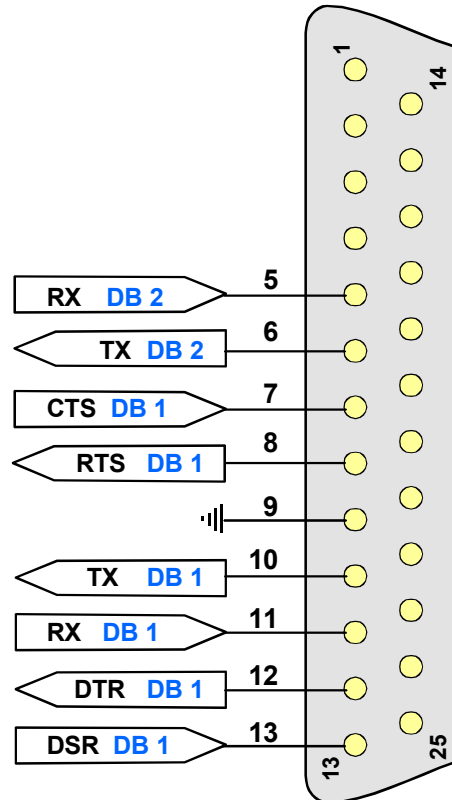 1
14
5
RX DB 2
6
TX DB 2
7
CTS DB 1
8
RTS DB 1
9
10
TX DB 1
11
RX DB 1
12
DTR DB 1
13
DSR DB 1
13
25